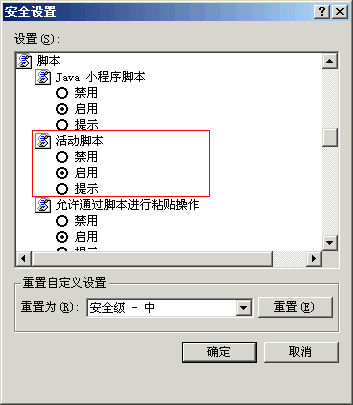 安全设置
设置(S):
脚本
Java 小程序脚本
禁用
启用
提示
活动脚本
禁用
启用
提示
允许通过脚本进行粘贴操作
禁用
启用
重置自定义设置
重置为(R): 安全级 - 中 重置(E)
确定 取消